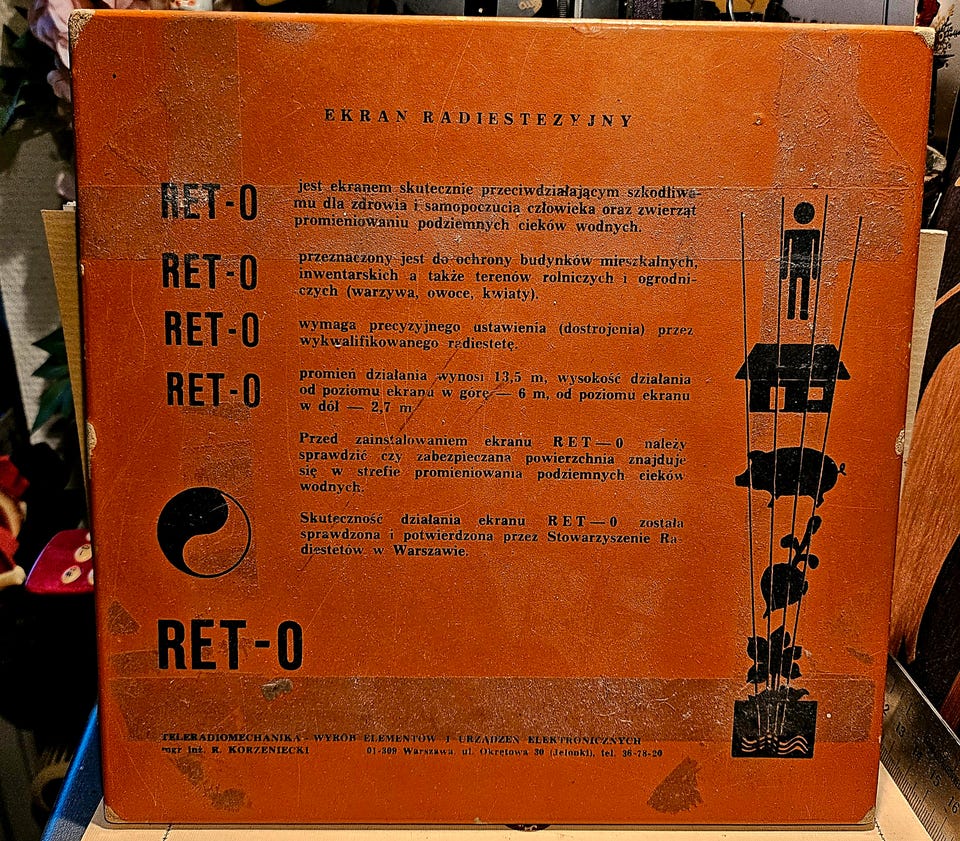 EKRAN RADIESTEZYJNY
RET-O jest ekranem skutecznie przeciwdziałającym szkodliwe-
mu dla zdrowia i samopoczucia człowieka oraz zwierząt
promieniowaniu podziemnych cieków wodnych.
RET-O przeznaczony jest do ochrony budynków mieszkalnych,
inwentarskich a także terenów rolniczych i ogrodni-
czych (warzywa, owoce, kwiaty).
RET-O wymaga precyzyjnego ustawienia (dostrojenia) przez
wykwalifikowanego radiestetę.
RET-O promień działania wynosi 13,5 m, wysokość działania
od poziomu ekranu w górę — 6 m, od poziomu ekranu
w dół — 2,7 m.
Przed zainstalowaniem ekranu RET—0 należy
sprawdzić czy zabezpieczana powierzchnia znajduje
się w strefie promieniowania podziemnych cieków
wodnych.
Skuteczność działania ekranu RET—0 została
sprawdzona i potwierdzona przez Stowarzyszenie Ra-
diestetów w Warszawie.
RET-O
TELERADIOMECHANIKA - WYRÓB ELEMENTÓW I URZĄDZEŃ ELEKTRONICZNYCH
mgr inż. R. KORZENIECKI 01-309 Warszawa ul. Okrętowa 30 (Jelonki), tel. 36-78-20